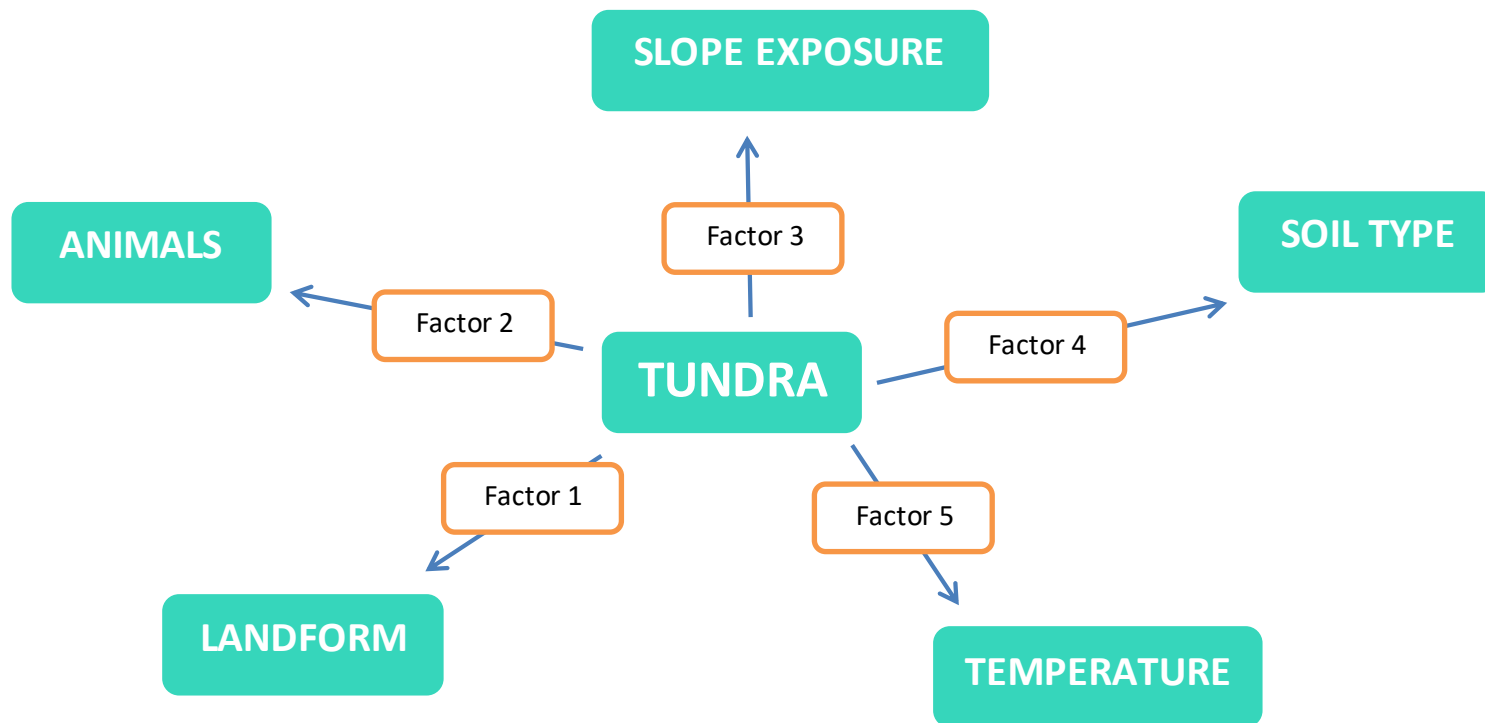 SLOPE EXPOSURE
ANIMALS
Factor 3
SOIL TYPE
Factor 2
Factor 4
TUNDRA
Factor 1
Factor 5
LANDFORM
TEMPERATURE